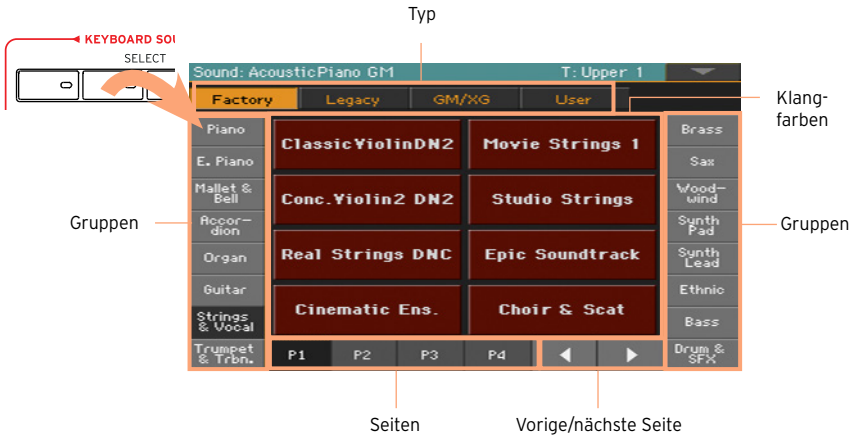 Typ
KEYBOARD SOU
SELECT
Sound: AcousticPiano GM
T: Upper 1
Factory
Legacy
GM/XG
User
Klang-
farben
Piano
E. Piano
Mallet &
Bell
Accor-
dion
Organ
Guitar
Strings
& Vocal
Trumpet
& Trbn.
Gruppen
ClassicViolinDN2
Movie Strings 1
Conc.Violin2 DN2
Studio Strings
Real Strings DNC
Epic Soundtrack
Cinematic Ens.
Choir & Scat
Brass
Sax
Wood-
wind
Synth
Pad
Synth
Lead
Ethnic
Bass
Drum &
SFX
Gruppen
P1
P2
P3
P4
Seiten
Vorige/nächste Seite